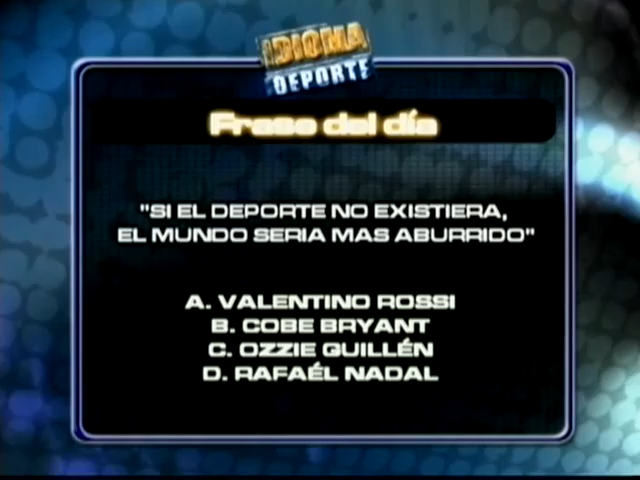 IDIOMA
DEPORTE
Frase del día
"SI EL DEPORTE NO EXISTIERA,
EL MUNDO SERIA MAS ABURRIDO"
A. VALENTINO ROSSI
B. COBE BRYANT
C. OZZIE GUILLÉN
D. RAFAÉL NADAL